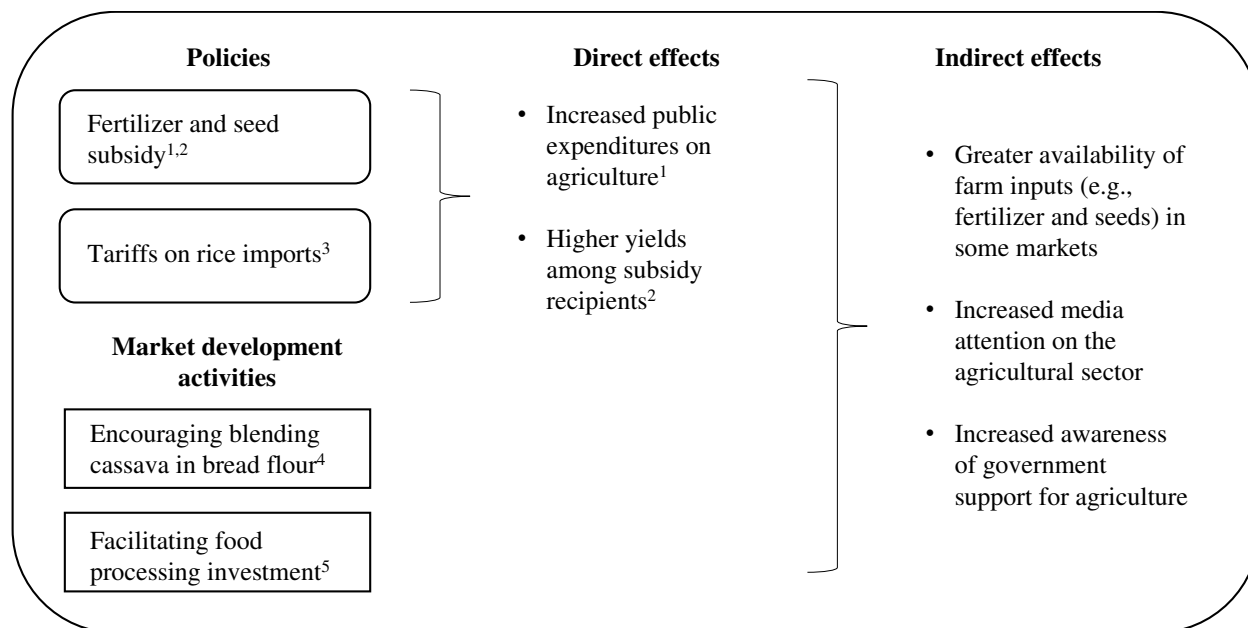 Policies
Fertilizer and seed
subsidy¹,²
Tariffs on rice imports³
Market development
activities
Encouraging blending
cassava in bread flour⁴
Facilitating food
processing investment⁵
Direct effects
• Increased public
expenditures on
agriculture¹
• Higher yields
among subsidy
recipients²
Indirect effects
• Greater availability of
farm inputs (e.g.,
fertilizer and seeds) in
some markets
• Increased media
attention on the
agricultural sector
• Increased awareness
of government
support for agriculture